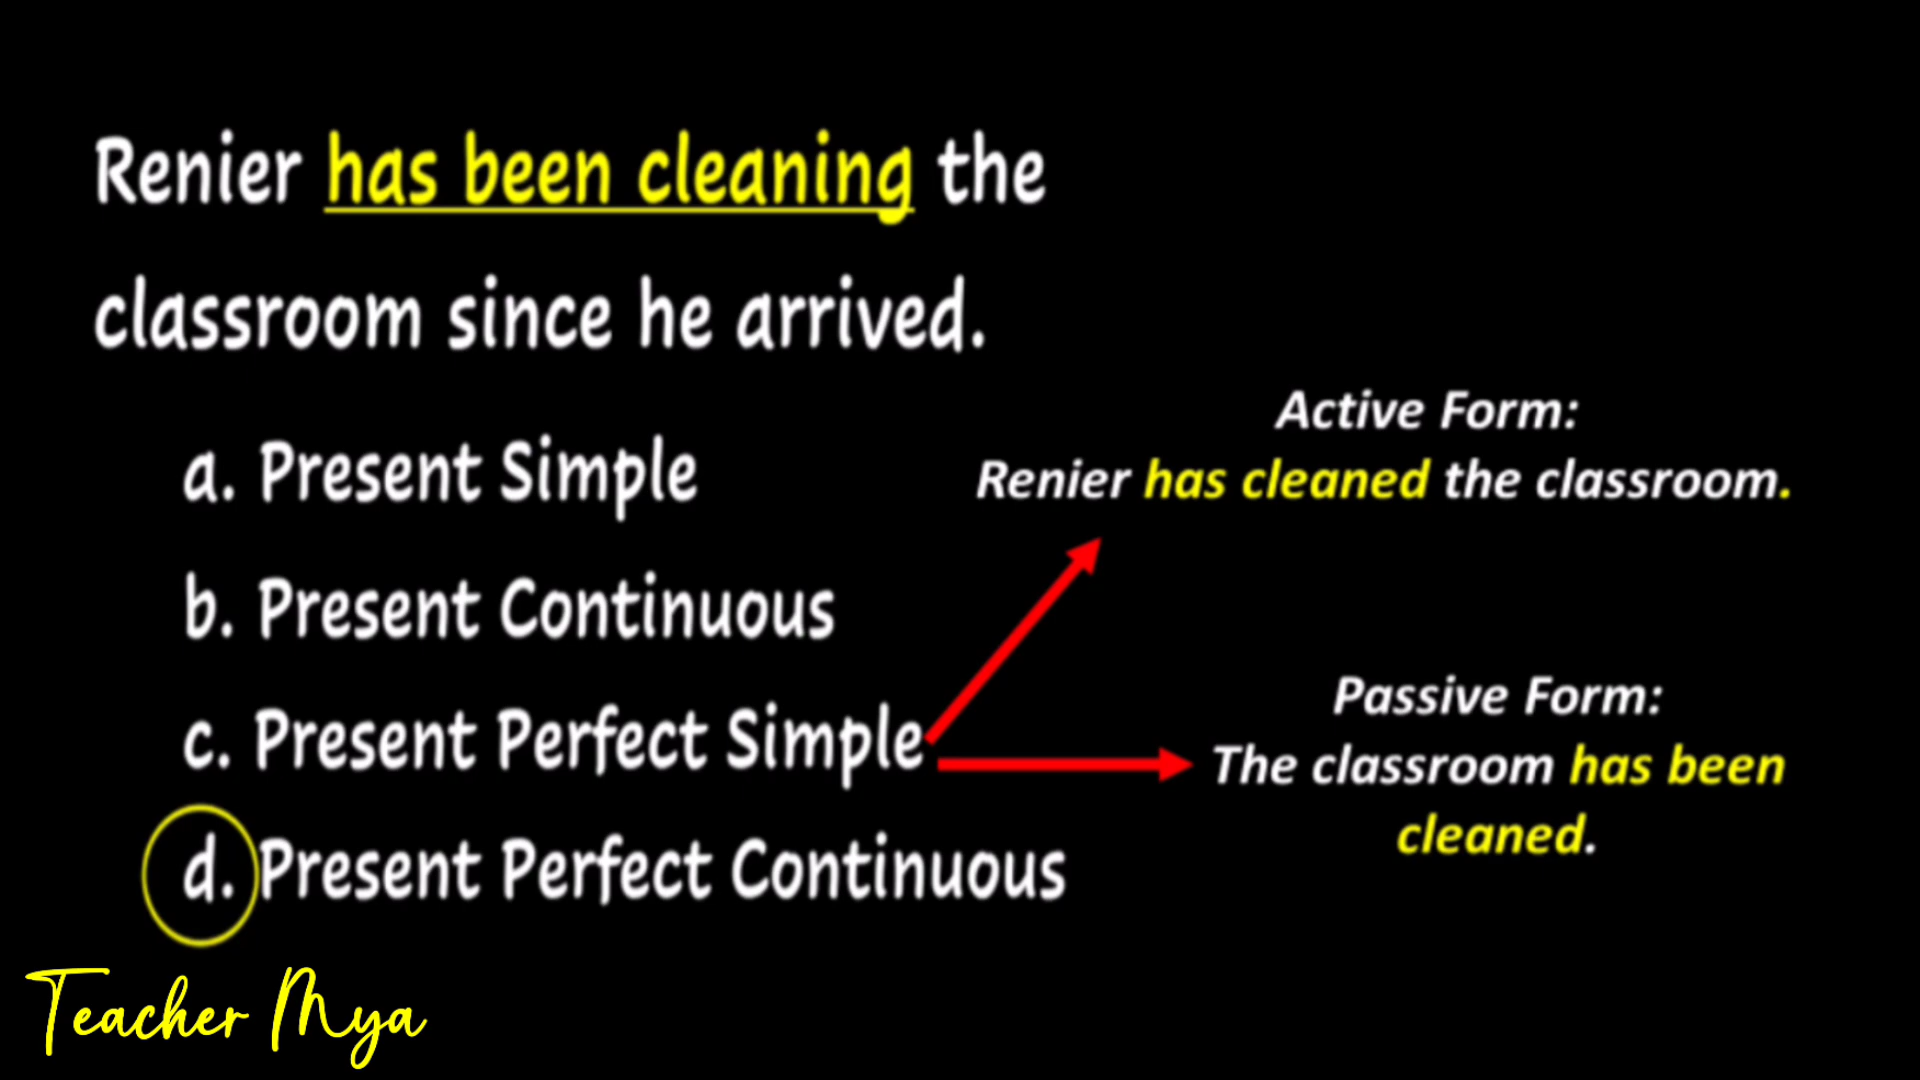 Renier has been cleaning the
classroom since he arrived.
a. Present Simple
b. Present Continuous
c. Present Perfect Simple
d. Present Perfect Continuous
Active Form:
Renier has cleaned the classroom.
Passive Form:
The classroom has been
cleaned.
Teacher Mya